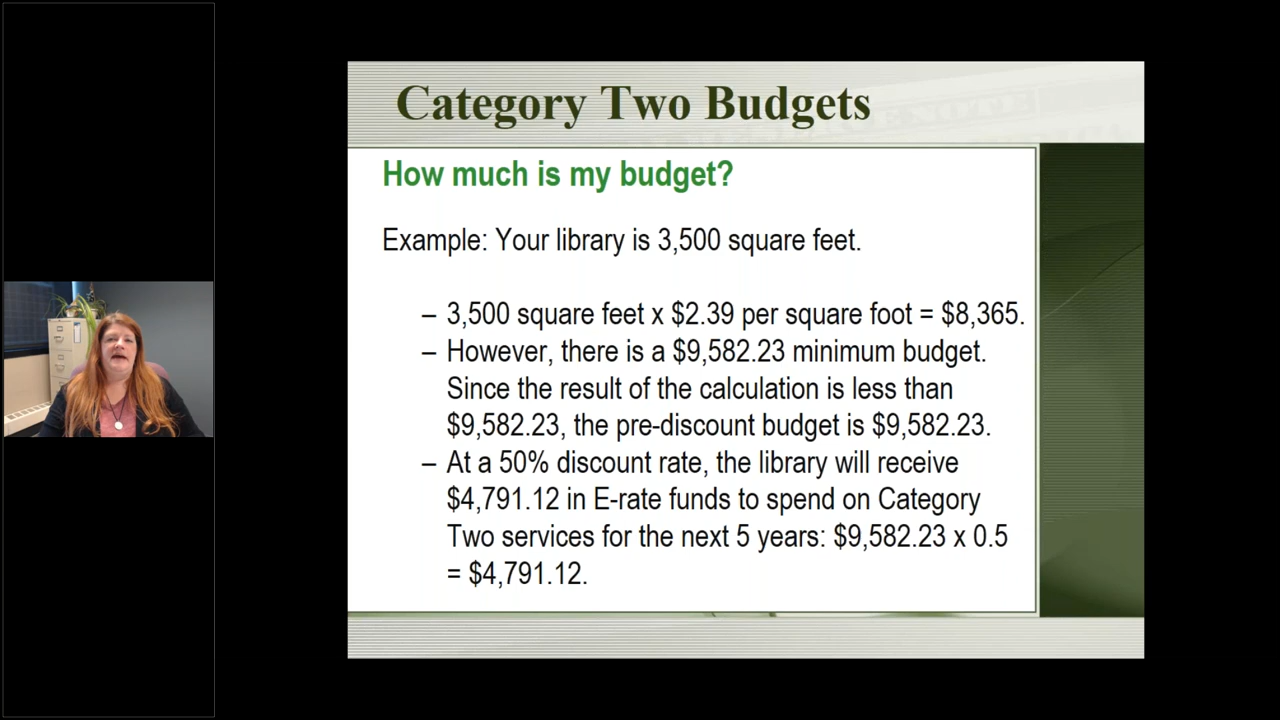 Category Two Budgets
How much is my budget?
Example: Your library is 3,500 square feet.
– 3,500 square feet x $2.39 per square foot = $8,365.
– However, there is a $9,582.23 minimum budget.
Since the result of the calculation is less than
$9,582.23, the pre-discount budget is $9,582.23.
– At a 50% discount rate, the library will receive
$4,791.12 in E-rate funds to spend on Category
Two services for the next 5 years: $9,582.23 x 0.5
= $4,791.12.